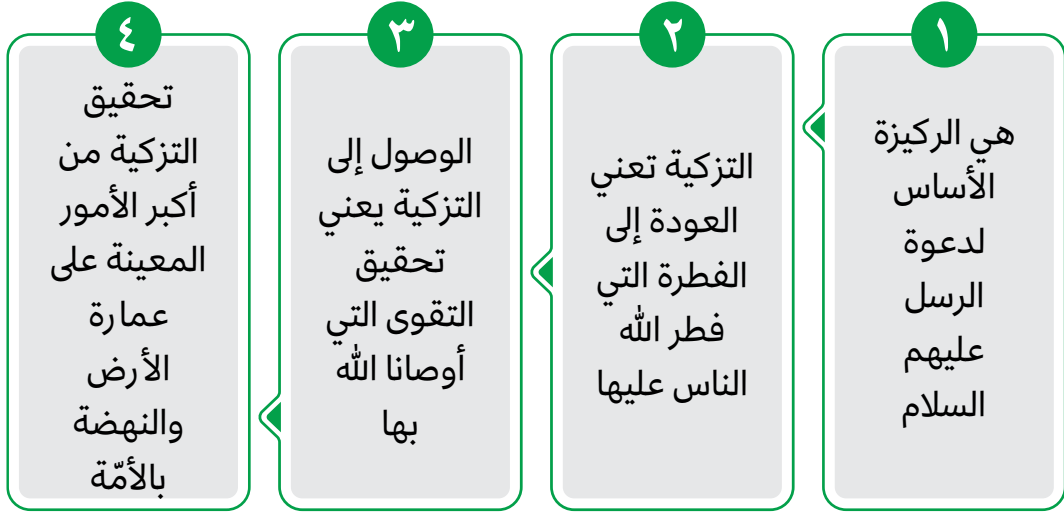 ١
هي الركيزة
الأساس
لدعوة
الرسل
عليهم
السلام
٢
التزكية تعني
العودة إلى
الفطرة التي
فطر الله
الناس عليها
٣
الوصول إلى
التزكية يعني
تحقيق
التقوى التي
أوصانا الله
بها
٤
تحقيق
التزكية من
أكبر الأمور
المعينة على
عمارة
الأرض
والنهضة
بالأمّة